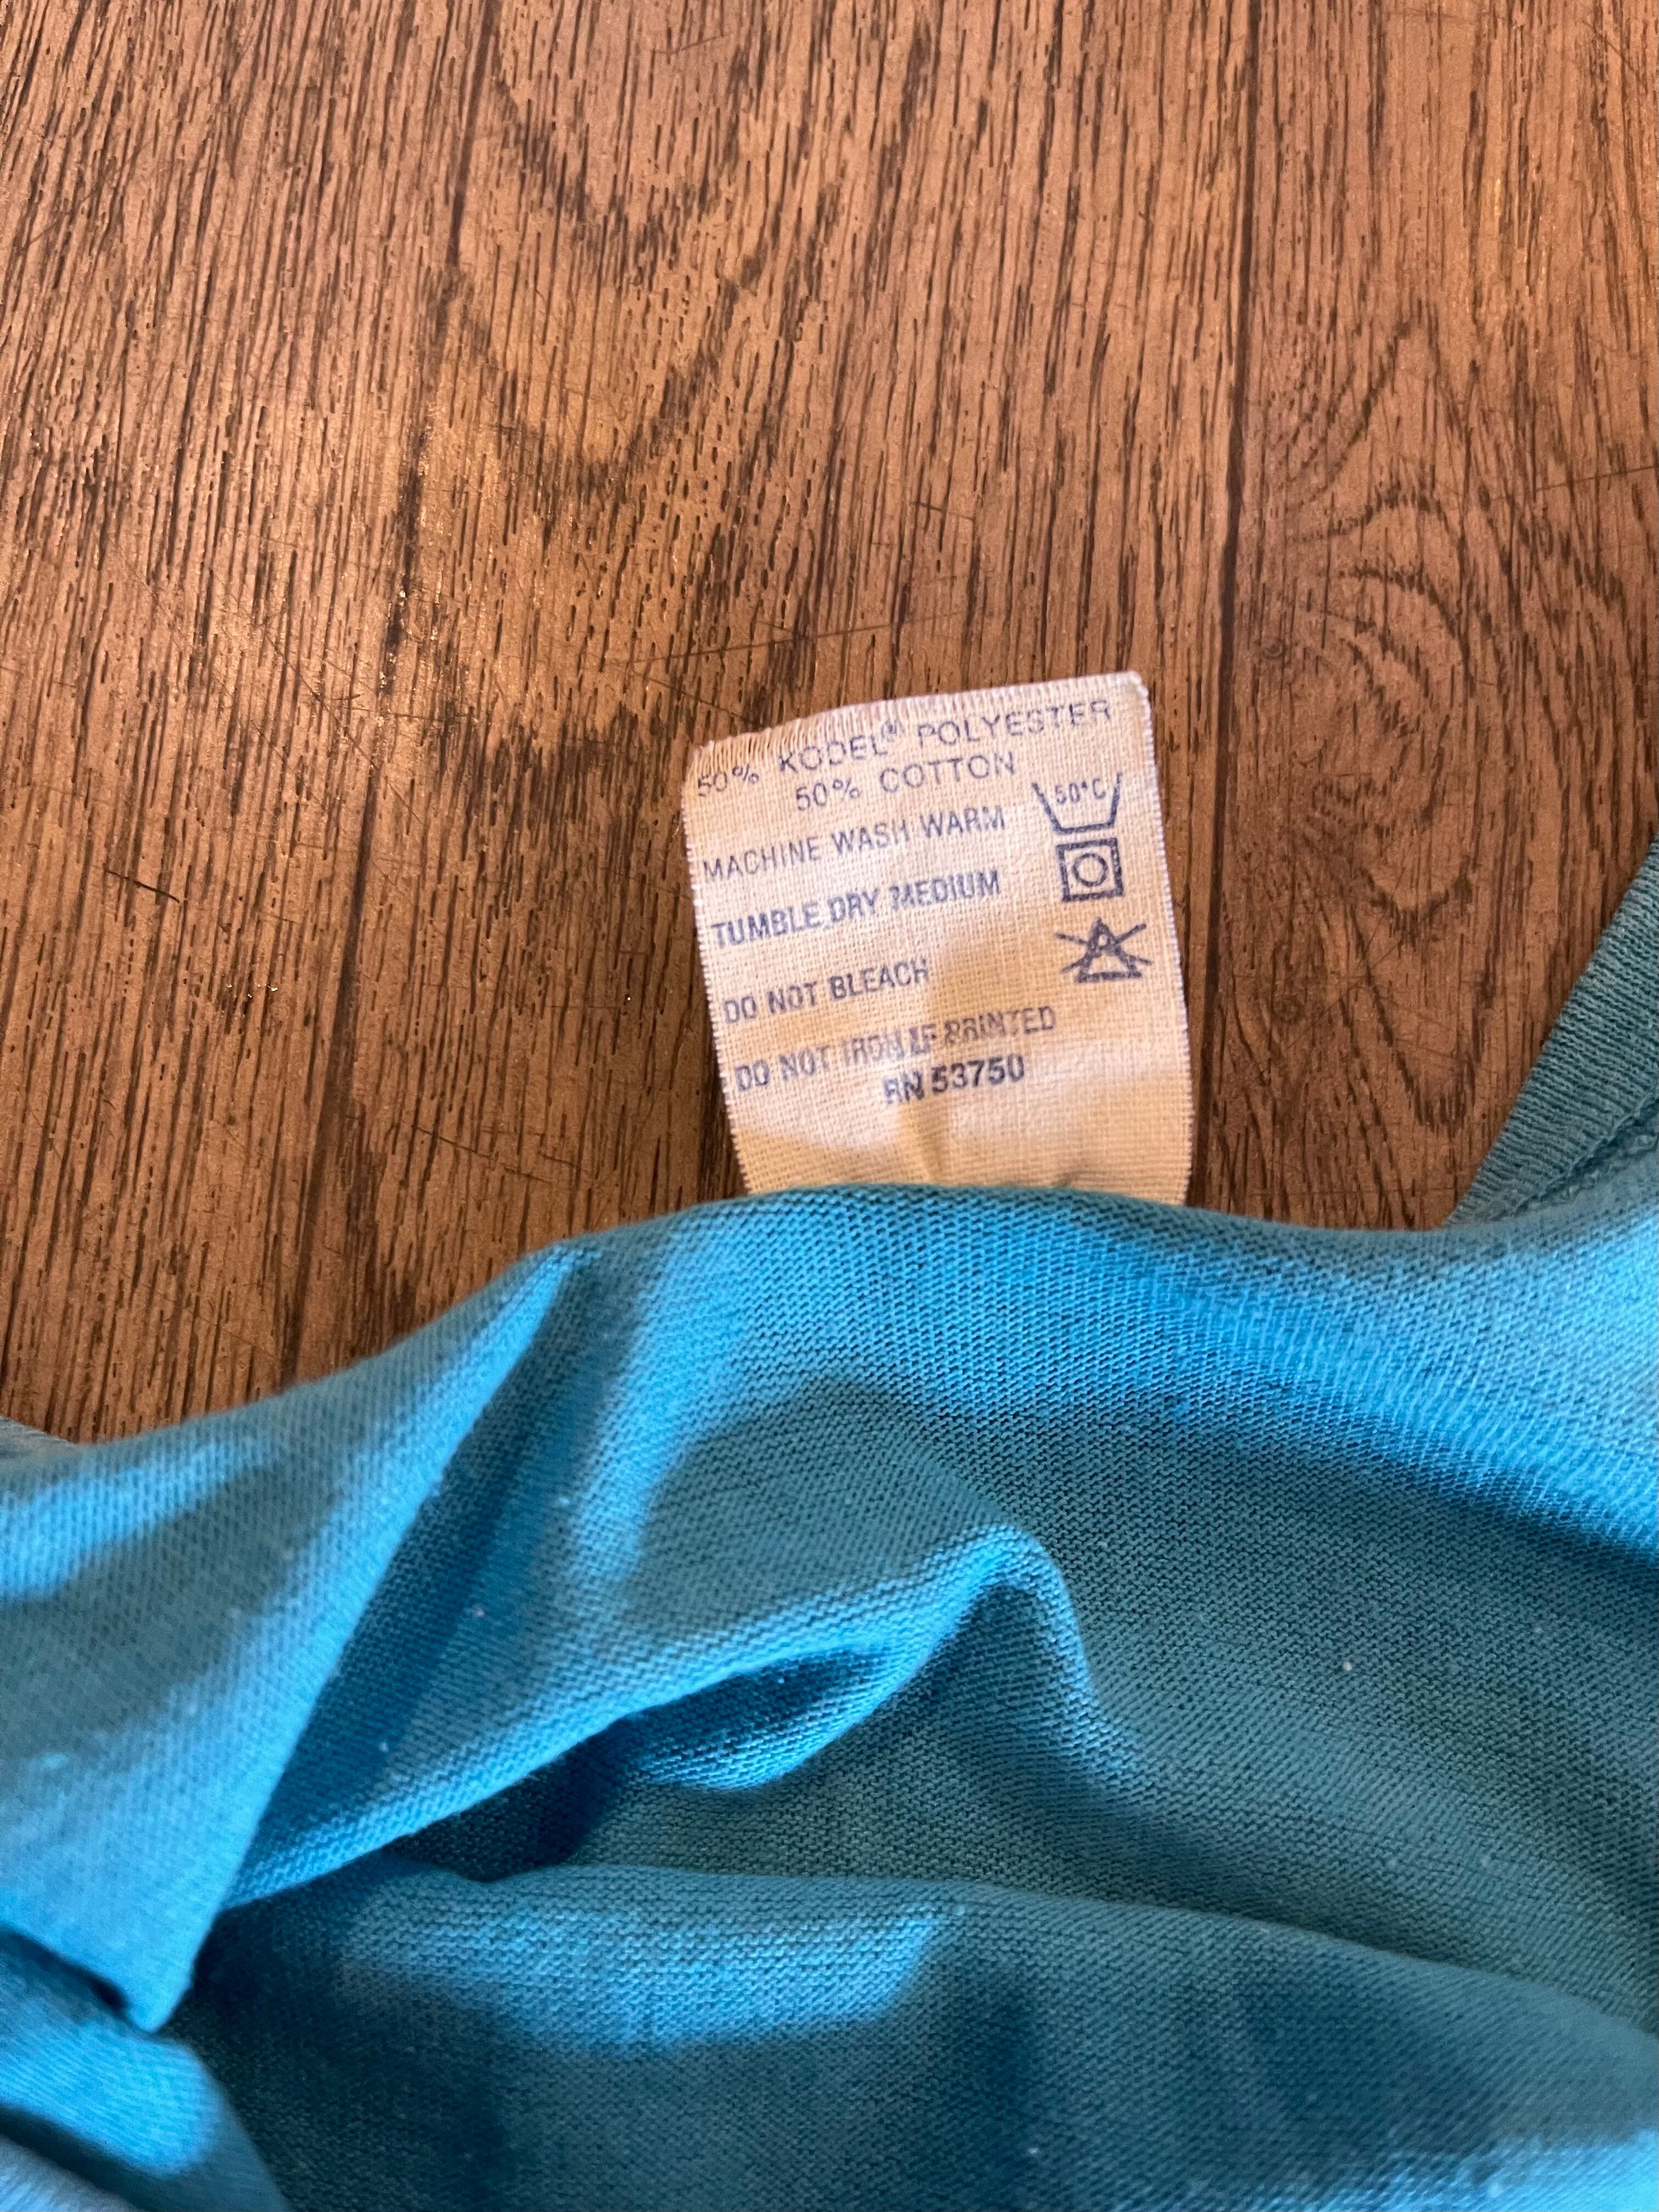 50% KODEL® POLYESTER
50% COTTON
MACHINE WASH WARM
50°C
TUMBLE DRY MEDIUM
DO NOT BLEACH
DO NOT IRON IF PRINTED
RN 53750